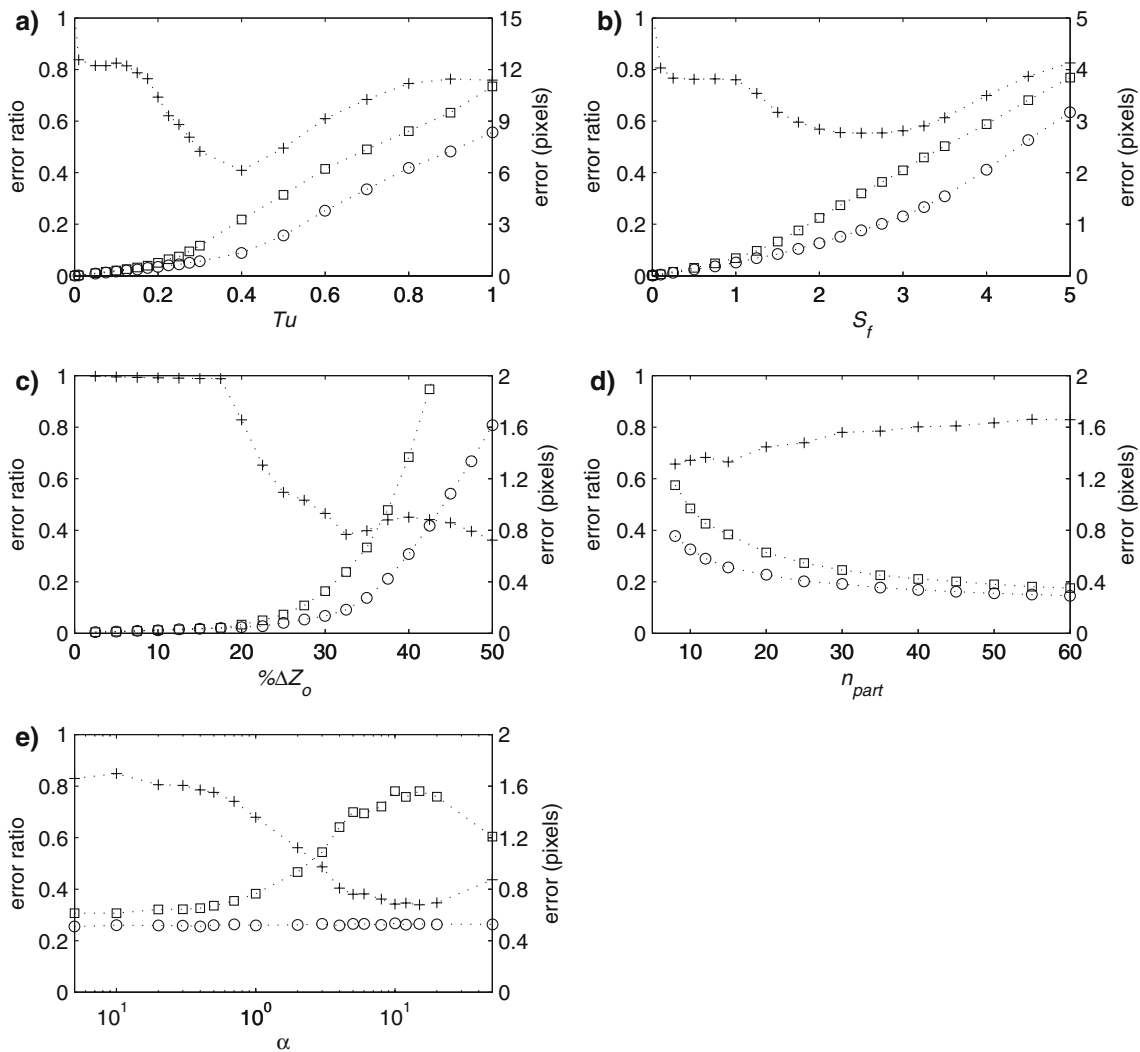 a)
1
0.8
0.6
0.4
0.2
0
error ratio
15
12
9
6
3
0
error (pixels)
0 0.2 0.4 0.6 0.8 1
Tu
b)
1
0.8
0.6
0.4
0.2
0
error ratio
5
4
3
2
1
0
error (pixels)
0 1 2 3 4 5
S_f
c)
1
0.8
0.6
0.4
0.2
0
error ratio
2
1.6
1.2
0.8
0.4
0
error (pixels)
0 10 20 30 40 50
%ΔZ_o
d)
1
0.8
0.6
0.4
0.2
0
error ratio
2
1.6
1.2
0.8
0.4
0
error (pixels)
10 20 30 40 50 60
n_part
e)
1
0.8
0.6
0.4
0.2
0
error ratio
2
1.6
1.2
0.8
0.4
0
error (pixels)
10^1 10^0 10^1
α